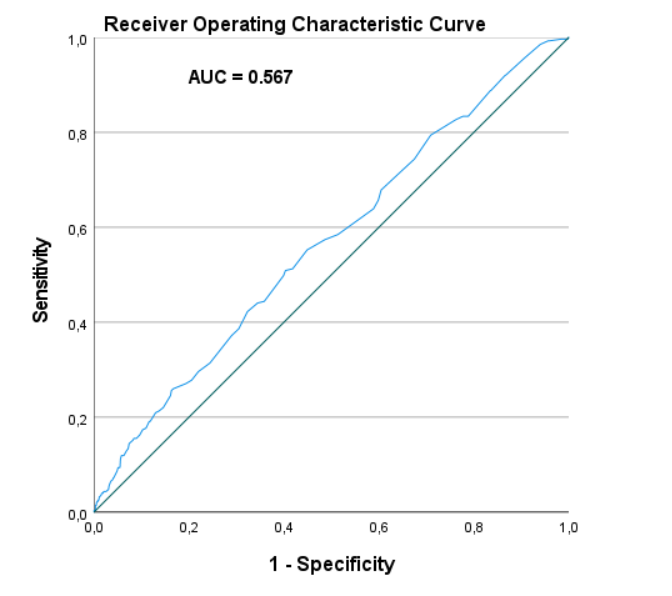 Receiver Operating Characteristic Curve
1,0
AUC = 0.567
0,8
0,6
Sensitivity
0,4
0,2
0,0
0,0 0,2 0,4 0,6 0,8 1,0
1 - Specificity